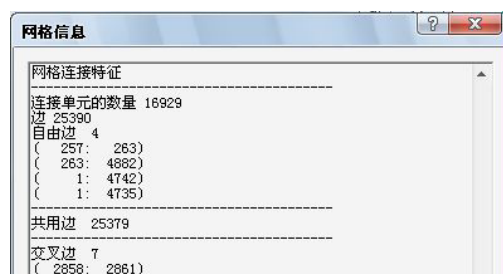 网格信息
网格连接特征
连接单元的数量 16929
边 25390
自由边 4
( 257: 263)
( 263: 4882)
( 1: 4742)
( 1: 4735)
共用边 25379
交叉边 7
( 2858: 2861)